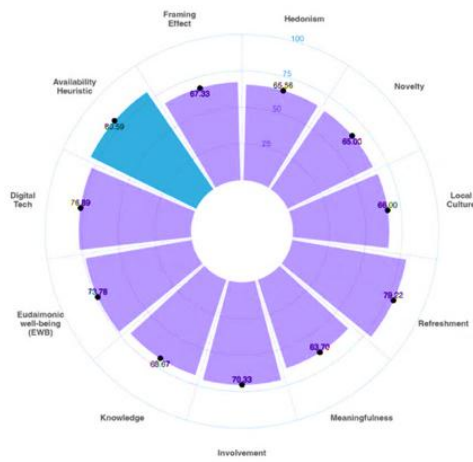 Framing
Effect
Hedonism
100
75
50
25
67.33
65.56
Availability
Heuristic
Novelty
65.00
Digital
Tech
76.89
Local
Culture
66.00
Eudaimonic
well-being
(EWB)
73.78
79.22
Refreshment
68.67
70.33
63.70
Knowledge
Involvement
Meaningfulness